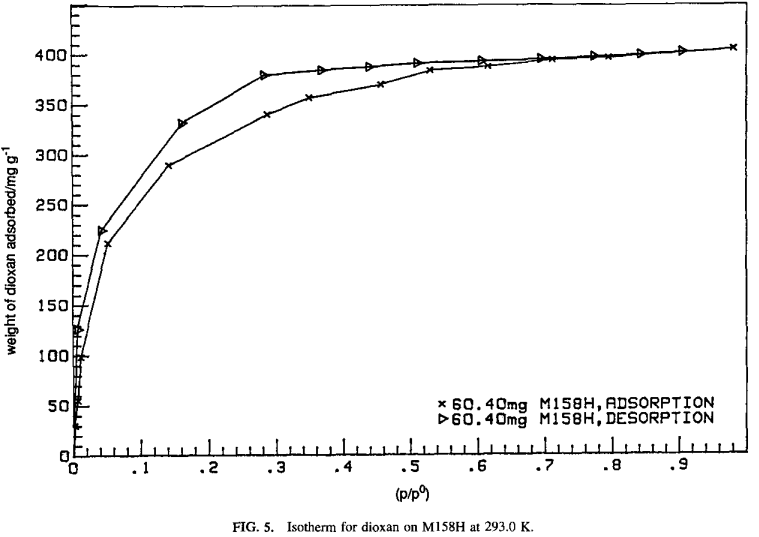 400
350
300
250
200
150
100
50
0
weight of dioxan adsorbed/mg g-1
0 .1 .2 .3 .4 .5 .6 .7 .8 .9
(p/p0)
× 60.40mg M158H,ADSORPTION
▷60.40mg M158H,DESORPTION
FIG. 5. Isotherm for dioxan on M158H at 293.0 K.